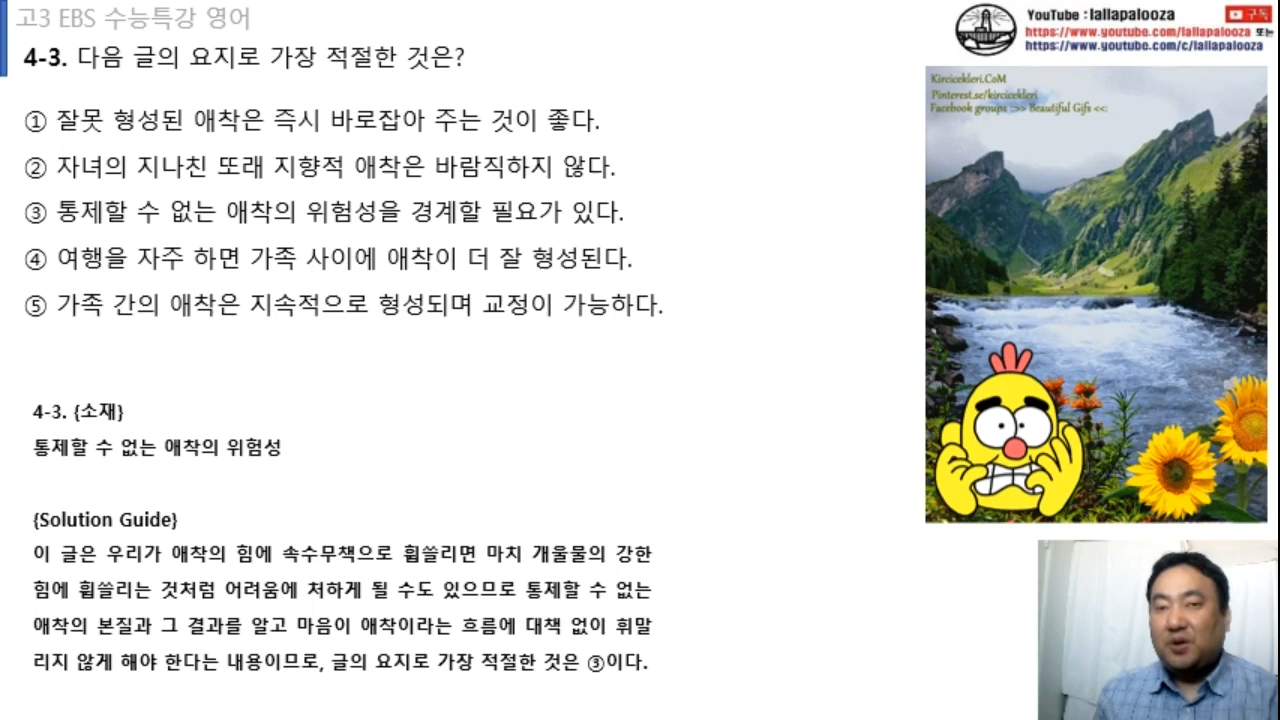 고3 EBS 수능특강 영어
4-3. 다음 글의 요지로 가장 적절한 것은?
① 잘못 형성된 애착은 즉시 바로잡아 주는 것이 좋다.
② 자녀의 지나친 또래 지향적 애착은 바람직하지 않다.
③ 통제할 수 없는 애착의 위험성을 경계할 필요가 있다.
④ 여행을 자주 하면 가족 사이에 애착이 더 잘 형성된다.
⑤ 가족 간의 애착은 지속적으로 형성되며 교정이 가능하다.
4-3. {소재}
통제할 수 없는 애착의 위험성
{Solution Guide}
이 글은 우리가 애착의 힘에 속수무책으로 휩쓸리면 마치 개울물의 강한
힘에 휩쓸리는 것처럼 어려움에 처하게 될 수도 있으므로 통제할 수 없는
애착의 본질과 그 결과를 알고 마음이 애착이라는 흐름에 대책 없이 휘말
리지 않게 해야 한다는 내용이므로, 글의 요지로 가장 적절한 것은 ③이다.
YouTube : lallapalooza
구독
https://www.youtube.com/lallapalooza 또는
https://www.youtube.com/c/lallapalooza
Kircicekleri.CoM
Pinterest.se/kircicekleri
Facebook groups ::>> Beautiful Gifs <<: